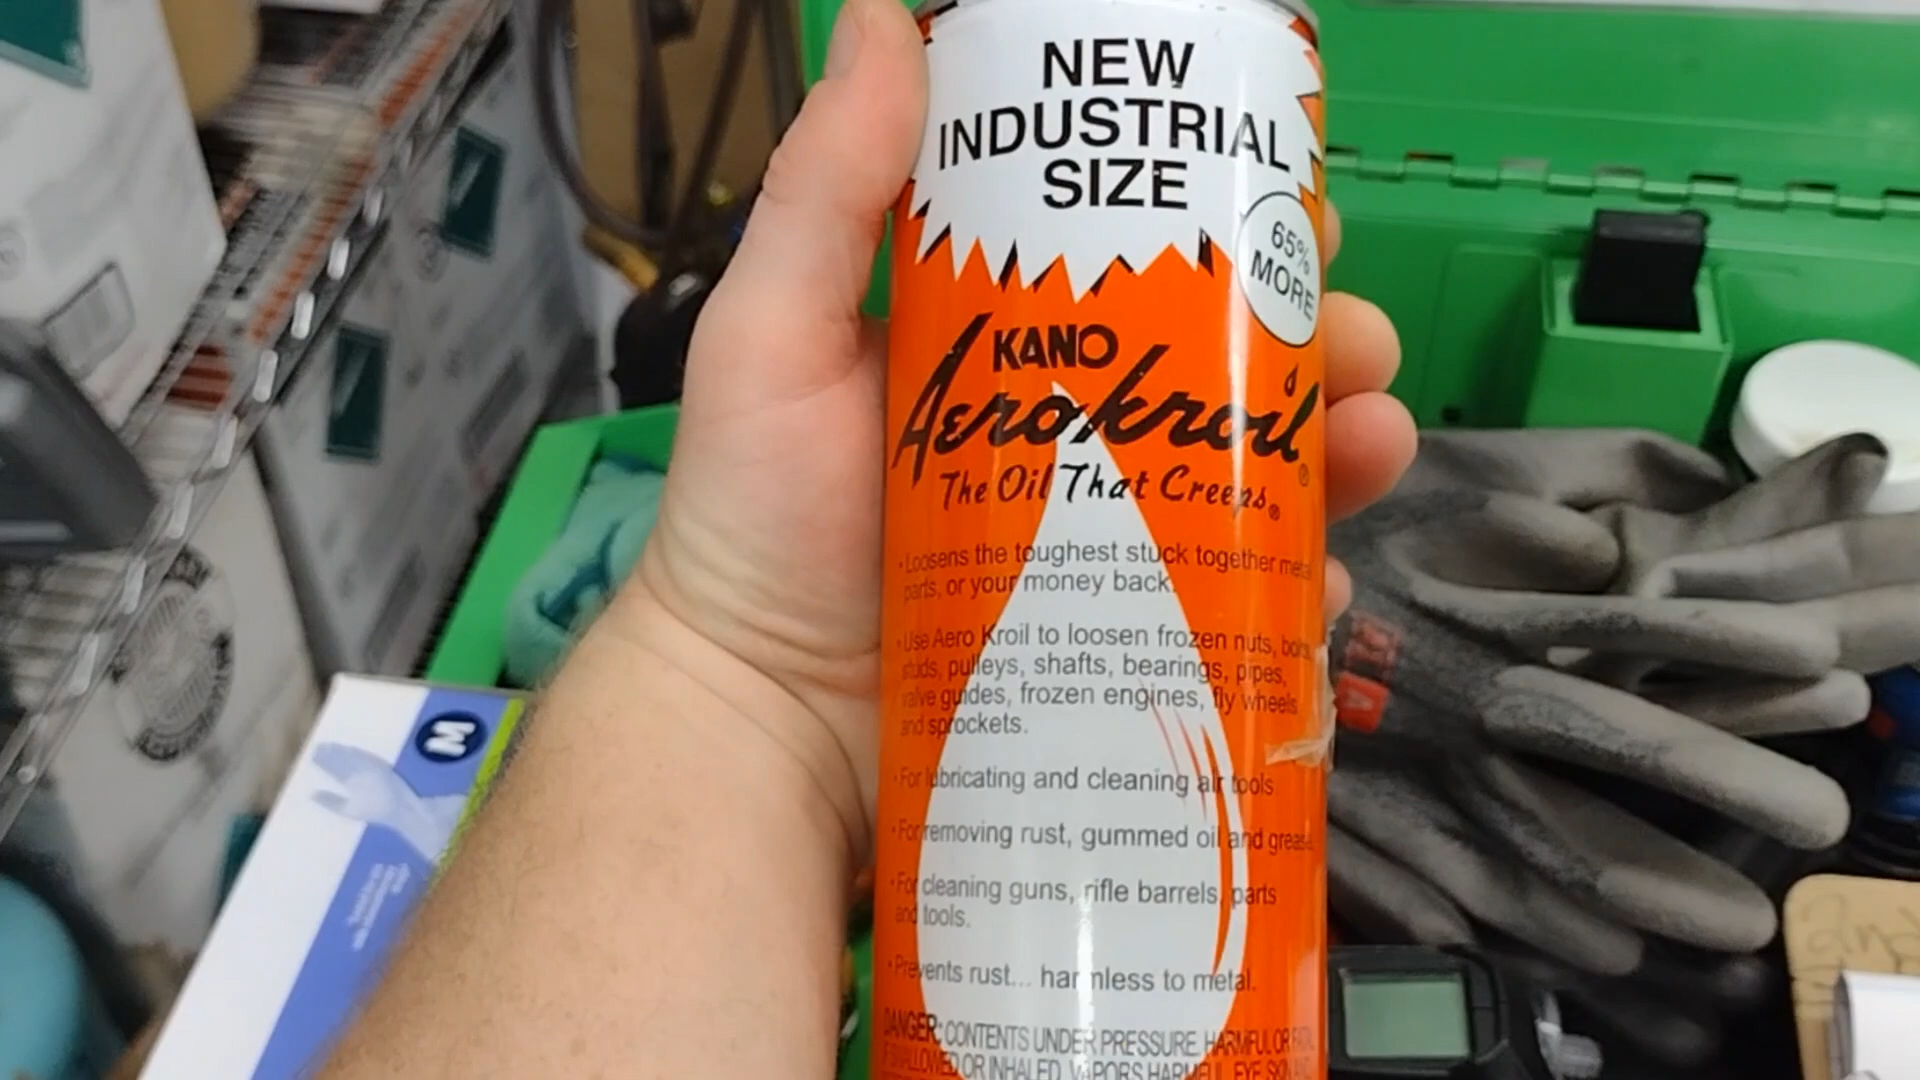 NEW
INDUSTRIAL
SIZE
65%
MORE
KANO
Aerokroil®
The Oil That Creeps®
• Loosens the toughest stuck together metal
parts, or your money back.
• Use Aero Kroil to loosen frozen nuts, bolts,
studs, pulleys, shafts, bearings, pipes,
valve guides, frozen engines, fly wheels
and sprockets.
• For lubricating and cleaning air tools
• For removing rust, gummed oil and grease
• For cleaning guns, rifle barrels, parts
and tools.
• Prevents rust... harmless to metal.
DANGER: CONTENTS UNDER PRESSURE. HARMFUL OR FATAL
IF SWALLOWED OR INHALED. VAPORS HARMFUL. EYE SKIN AND
M
2nd